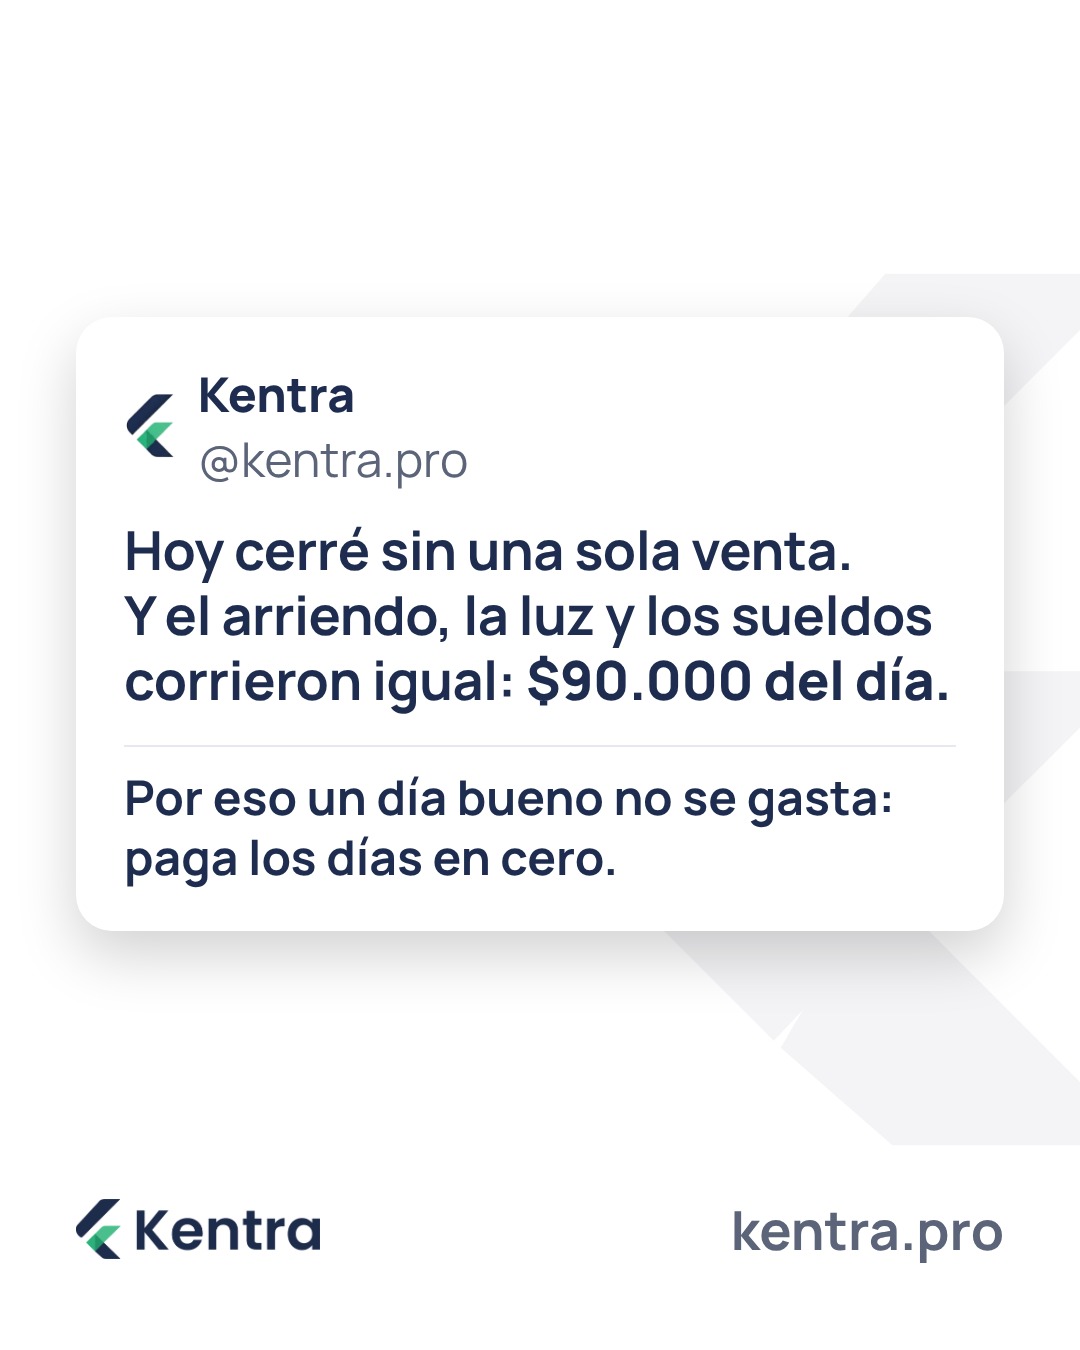 Kentra
@kentra.pro
Hoy cerré sin una sola venta.
Y el arriendo, la luz y los sueldos
corrieron igual: $90.000 del día.
Por eso un día bueno no se gasta:
paga los días en cero.
Kentra
kentra.pro